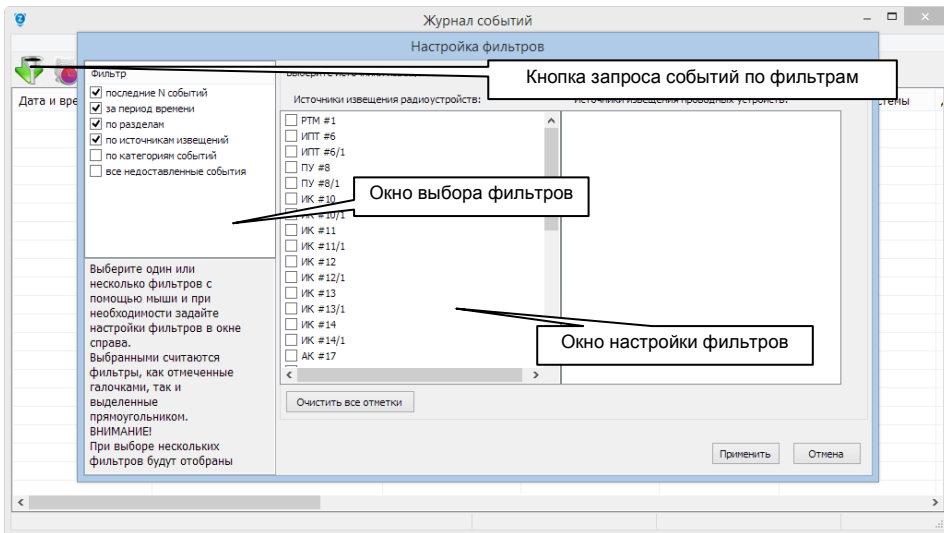 Журнал событий
Настройка фильтров
Кнопка запроса событий по фильтрам
Дата и вре
Фильтр
последние N событий
за период времени
по разделам
по источникам извещений
по категориям событий
все недоставленные события
Источники извещения радиоустройств:
РТМ #1
ИПТ #6
ИПТ #6/1
ПУ #8
ПУ #8/1
ИК #10
ИК #10/1
ИК #11
ИК #11/1
ИК #12
ИК #12/1
ИК #13
ИК #13/1
ИК #14
ИК #14/1
АК #17
Окно выбора фильтров
Окно настройки фильтров
Выберите один или
несколько фильтров с
помощью мыши и при
необходимости задайте
настройки фильтров в окне
справа.
Выбранными считаются
фильтры, как отмеченные
галочками, так и
выделенные
прямоугольником.
ВНИМАНИЕ!
При выборе нескольких
фильтров будут отобраны
Очистить все отметки
Применить
Отмена